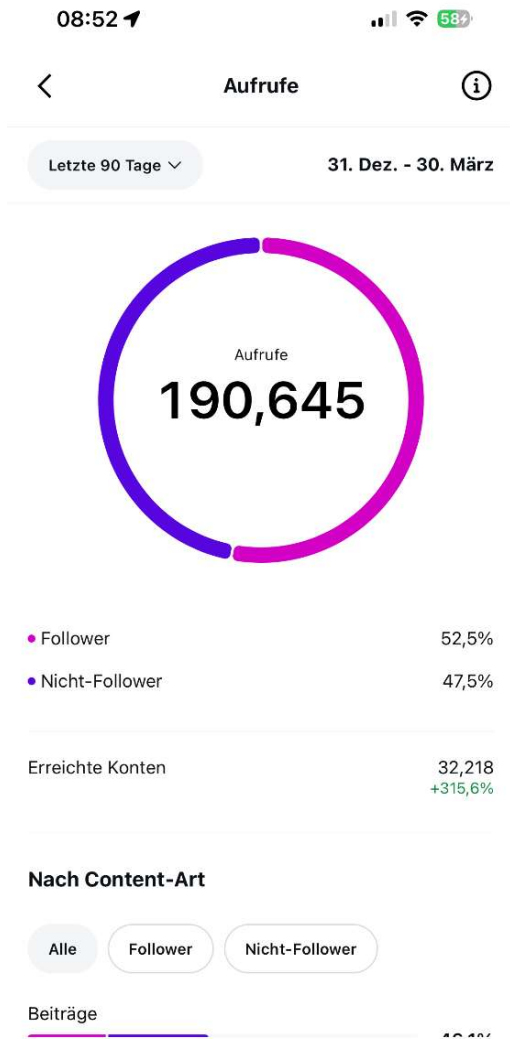 08:52
58
Aufrufe
Letzte 90 Tage
31. Dez. - 30. März
Aufrufe
190,645
Follower 52,5%
Nicht-Follower 47,5%
Erreichte Konten 32,218
+315,6%
Nach Content-Art
Alle Follower Nicht-Follower
Beiträge